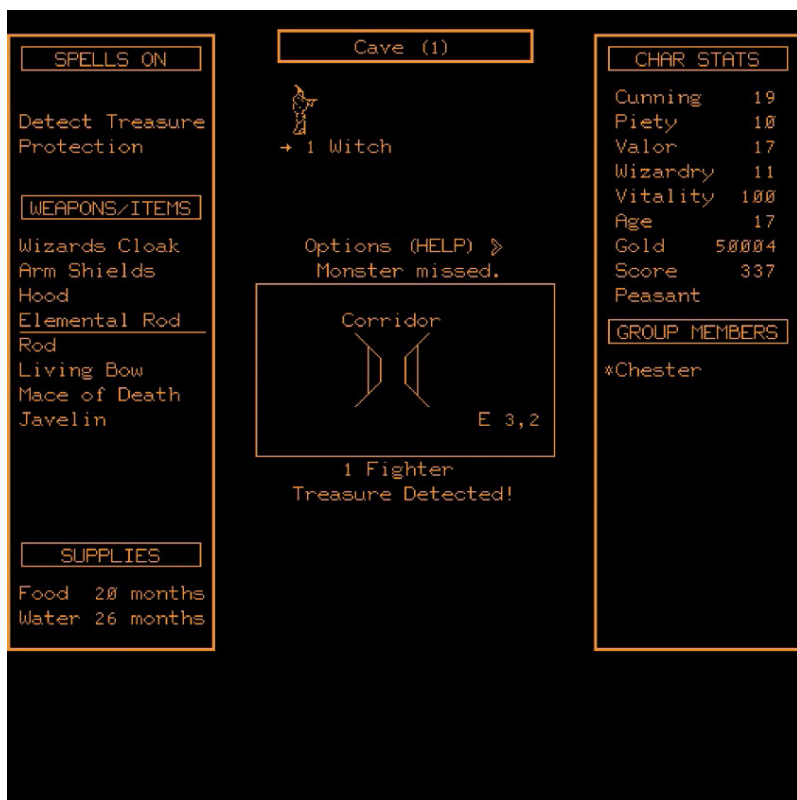 SPELLS ON
Detect Treasure
Protection
WEAPONS/ITEMS
Wizards Cloak
Arm Shields
Hood
Elemental Rod
Rod
Living Bow
Mace of Death
Javelin
SUPPLIES
Food 20 months
Water 26 months
Cave (1)
→ 1 Witch
Options (HELP) ⟫
Monster missed.
Corridor
E 3,2
1 Fighter
Treasure Detected!
CHAR STATS
Cunning 19
Piety 10
Valor 17
Wizardry 11
Vitality 100
Age 17
Gold 50004
Score 337
Peasant
GROUP MEMBERS
*Chester